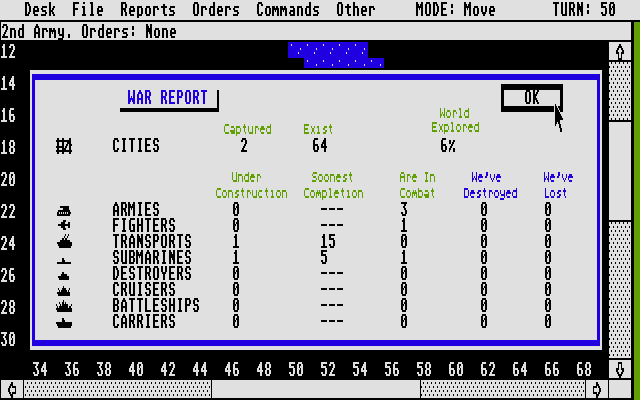 Desk File Reports Orders Commands Other MODE: Move TURN: 50
2nd Army. Orders: None
12
14
WAR REPORT OK
16
Captured Exist World Explored
18 CITIES 2 64 6%
20
Under Construction Soonest Completion Are In Combat We've Destroyed We've Lost
22 ARMIES 0 --- 3 0 0
FIGHTERS 0 --- 1 0 0
24 TRANSPORTS 1 15 0 0 0
SUBMARINES 1 5 1 0 0
26 DESTROYERS 0 --- 0 0 0
CRUISERS 0 --- 0 0 0
28 BATTLESHIPS 0 --- 0 0 0
CARRIERS 0 --- 0 0 0
30
34 36 38 40 42 44 46 48 50 52 54 56 58 60 62 64 66 68